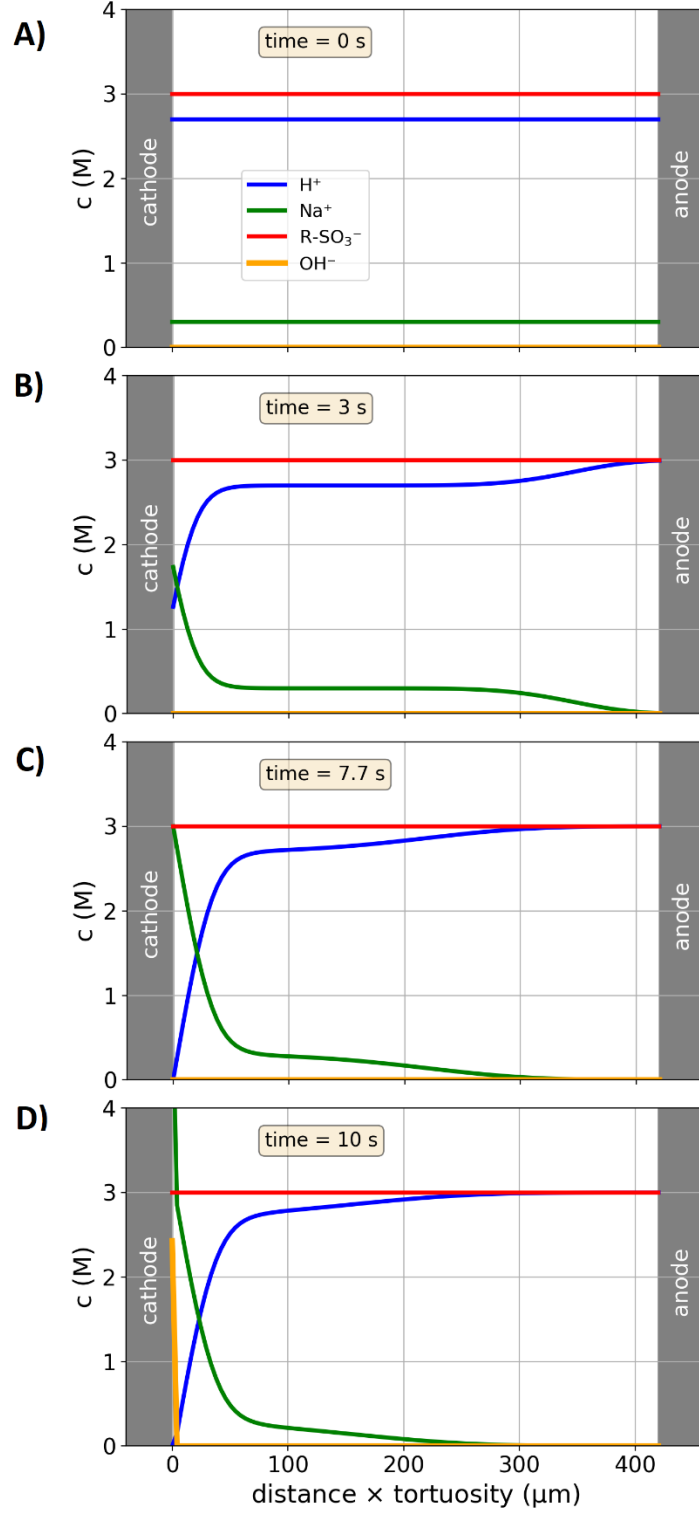 A)
time = 0 s
4
3
2
1
0
c (M)
cathode
anode
H⁺
Na⁺
R-SO₃⁻
OH⁻
B)
time = 3 s
4
3
2
1
0
c (M)
cathode
anode
C)
time = 7.7 s
4
3
2
1
0
c (M)
cathode
anode
D)
time = 10 s
4
3
2
1
0
c (M)
cathode
anode
0 100 200 300 400
distance × tortuosity (μm)